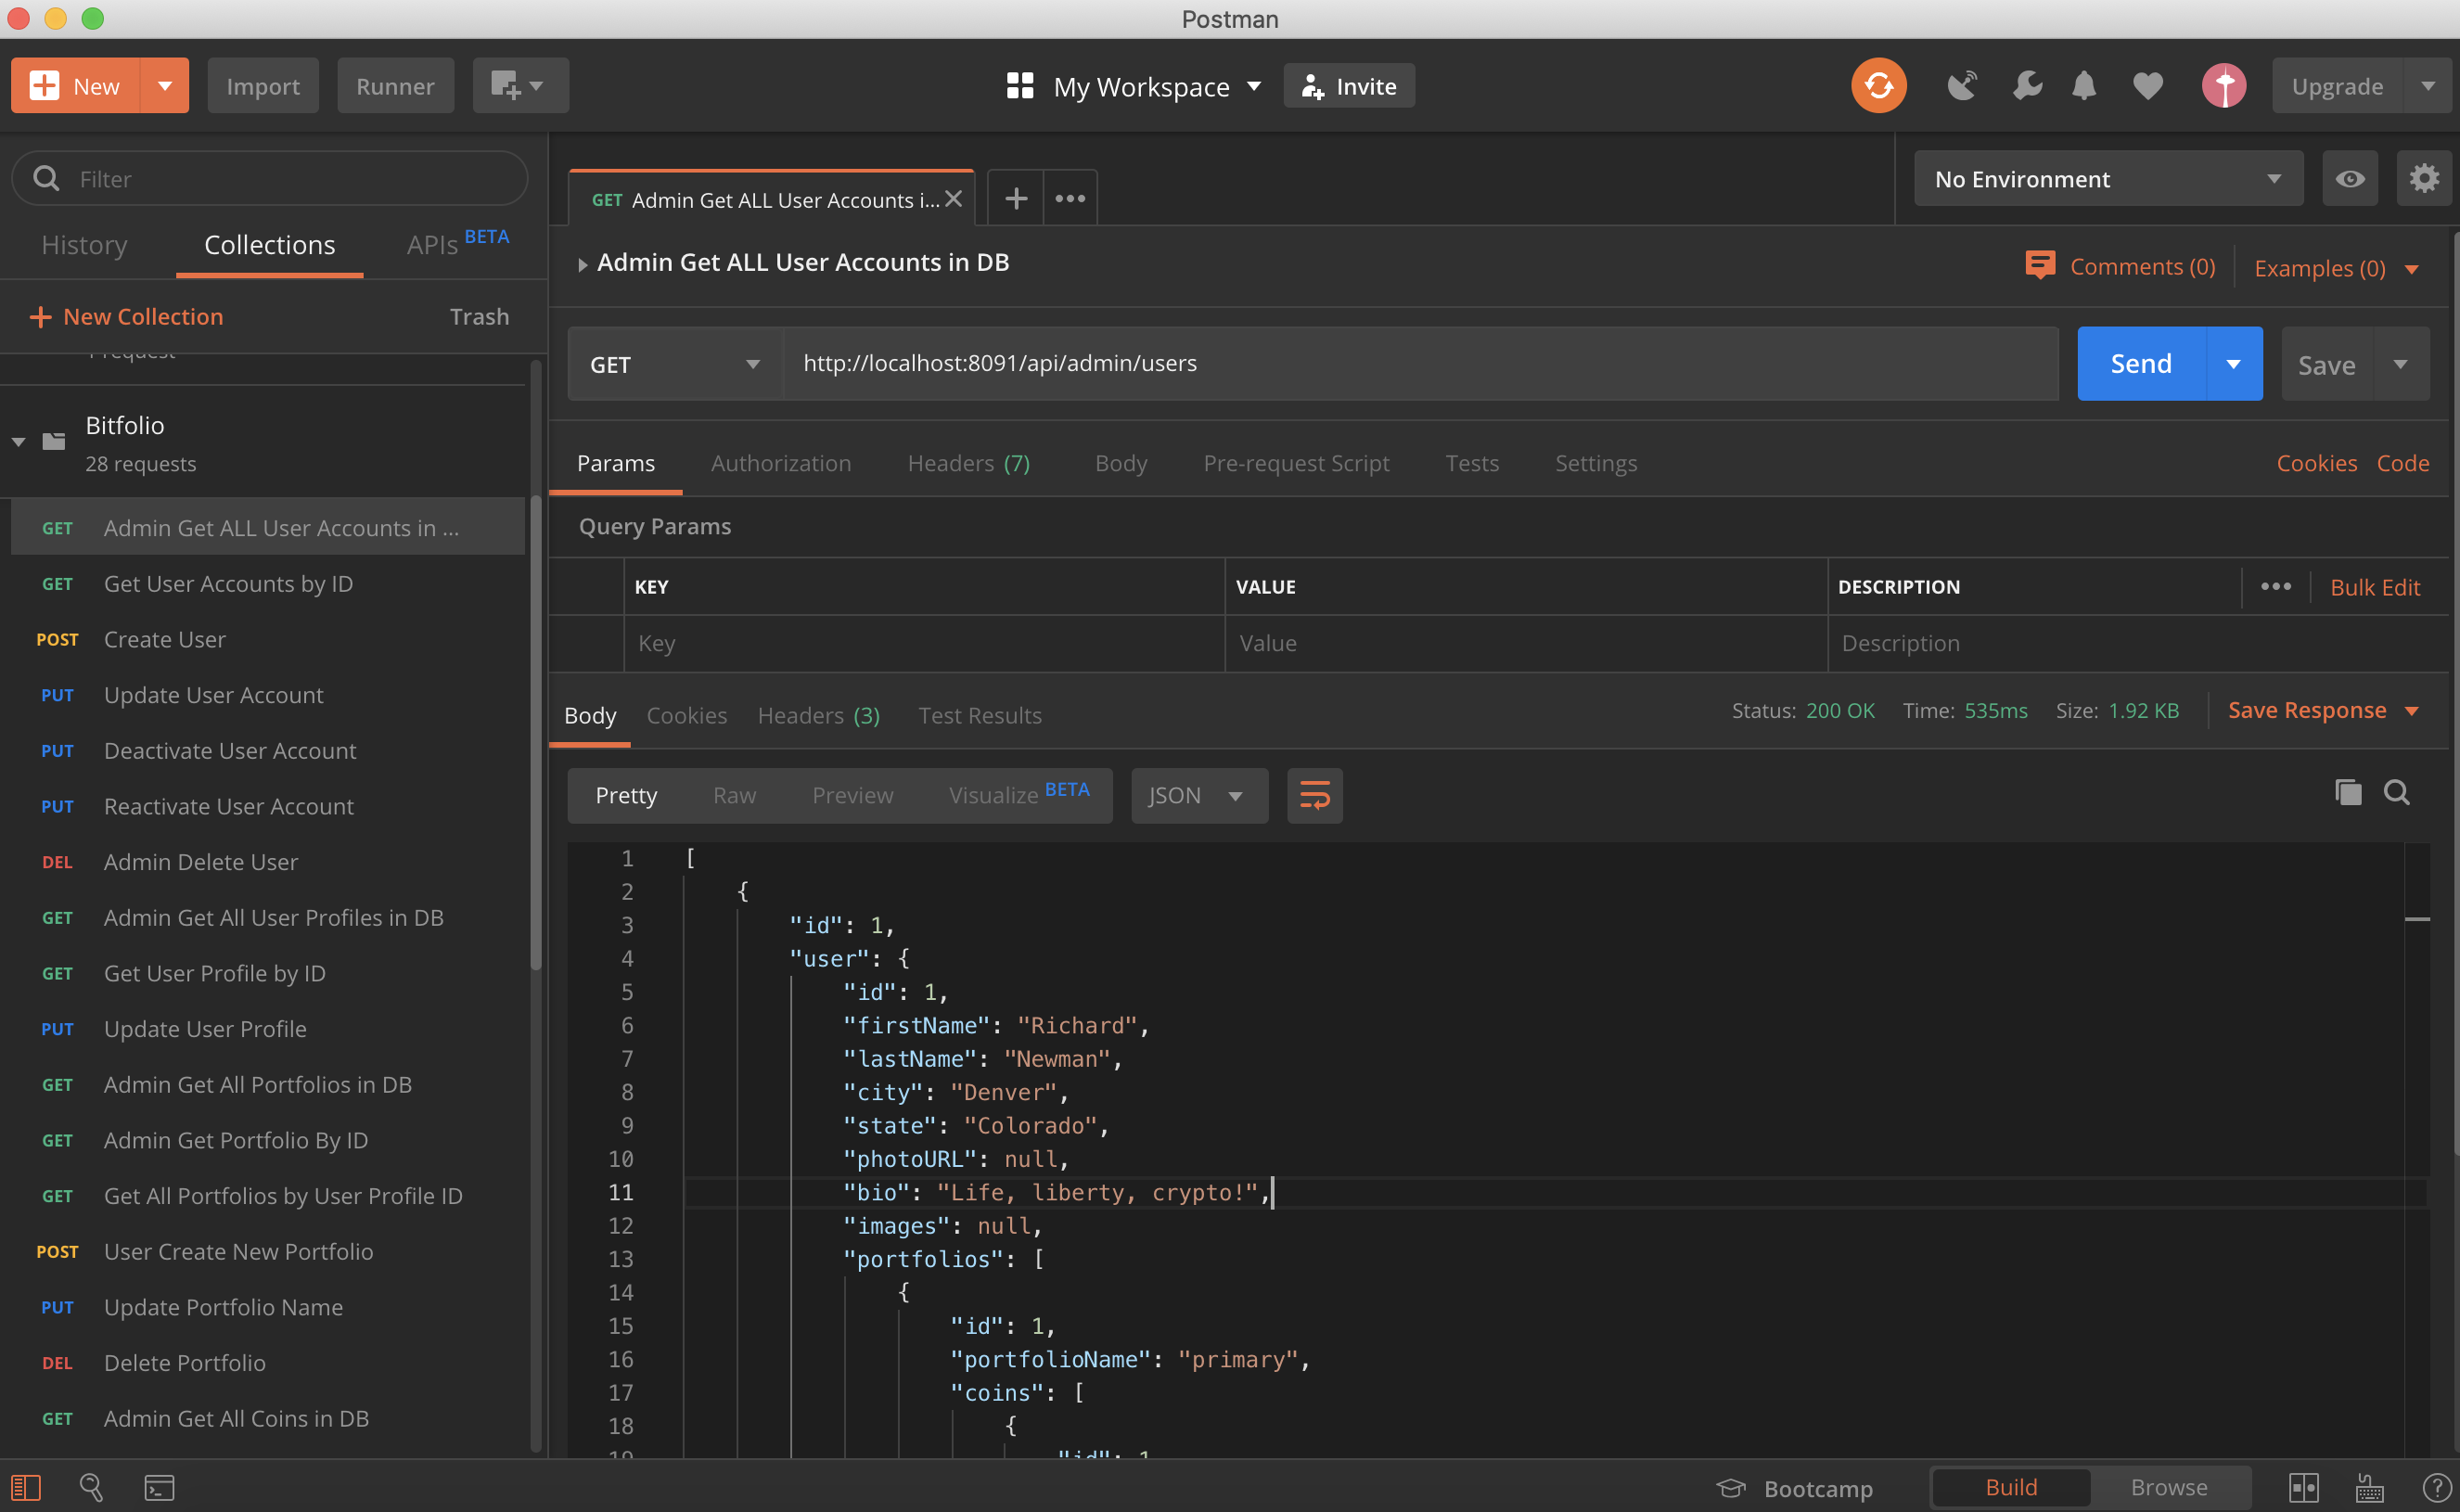 Postman
New
Import
Runner
My Workspace
Invite
Upgrade
Filter
History
Collections
APIs BETA
New Collection
Trash
1 request
Bitfolio
28 requests
GET Admin Get ALL User Accounts in ...
GET Get User Accounts by ID
POST Create User
PUT Update User Account
PUT Deactivate User Account
PUT Reactivate User Account
DEL Admin Delete User
GET Admin Get All User Profiles in DB
GET Get User Profile by ID
PUT Update User Profile
GET Admin Get All Portfolios in DB
GET Admin Get Portfolio By ID
GET Get All Portfolios by User Profile ID
POST User Create New Portfolio
PUT Update Portfolio Name
DEL Delete Portfolio
GET Admin Get All Coins in DB
GET Admin Get ALL User Accounts i...
No Environment
Admin Get ALL User Accounts in DB
Comments (0)
Examples (0)
GET
http://localhost:8091/api/admin/users
Send
Save
Params
Authorization
Headers (7)
Body
Pre-request Script
Tests
Settings
Cookies
Code
Query Params
KEY
VALUE
DESCRIPTION
Bulk Edit
Key
Value
Description
Body
Cookies
Headers (3)
Test Results
Status: 200 OK
Time: 535ms
Size: 1.92 KB
Save Response
Pretty
Raw
Preview
Visualize BETA
JSON
1 [
2 {
3 "id": 1,
4 "user": {
5 "id": 1,
6 "firstName": "Richard",
7 "lastName": "Newman",
8 "city": "Denver",
9 "state": "Colorado",
10 "photoURL": null,
11 "bio": "Life, liberty, crypto!",
12 "images": null,
13 "portfolios": [
14 {
15 "id": 1,
16 "portfolioName": "primary",
17 "coins": [
18 {
19 "id": 1
Bootcamp
Build
Browse